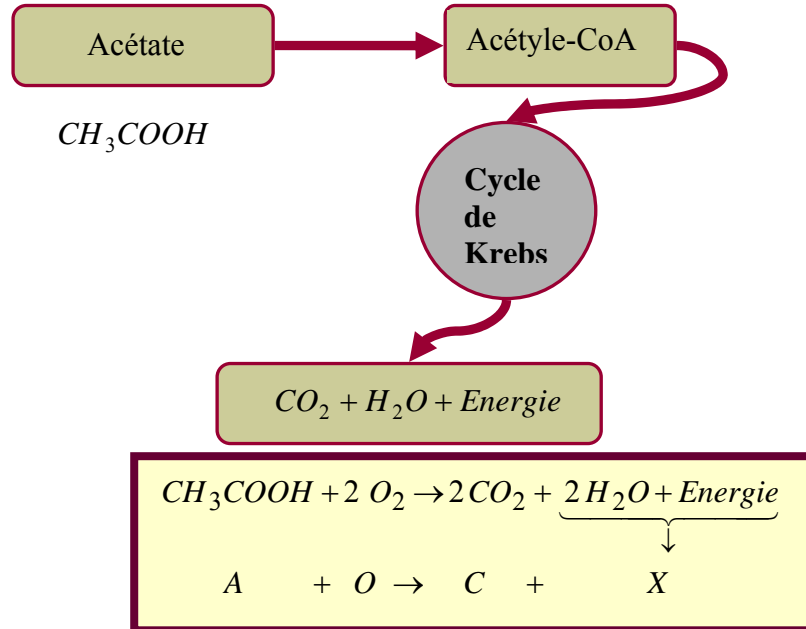 Acétate
Acétyle-CoA
CH₃COOH
Cycle
de
Krebs
CO₂ + H₂O + Energie
CH₃COOH + 2 O₂ → 2 CO₂ + 2 H₂O + Energie
↓
A + O → C + X